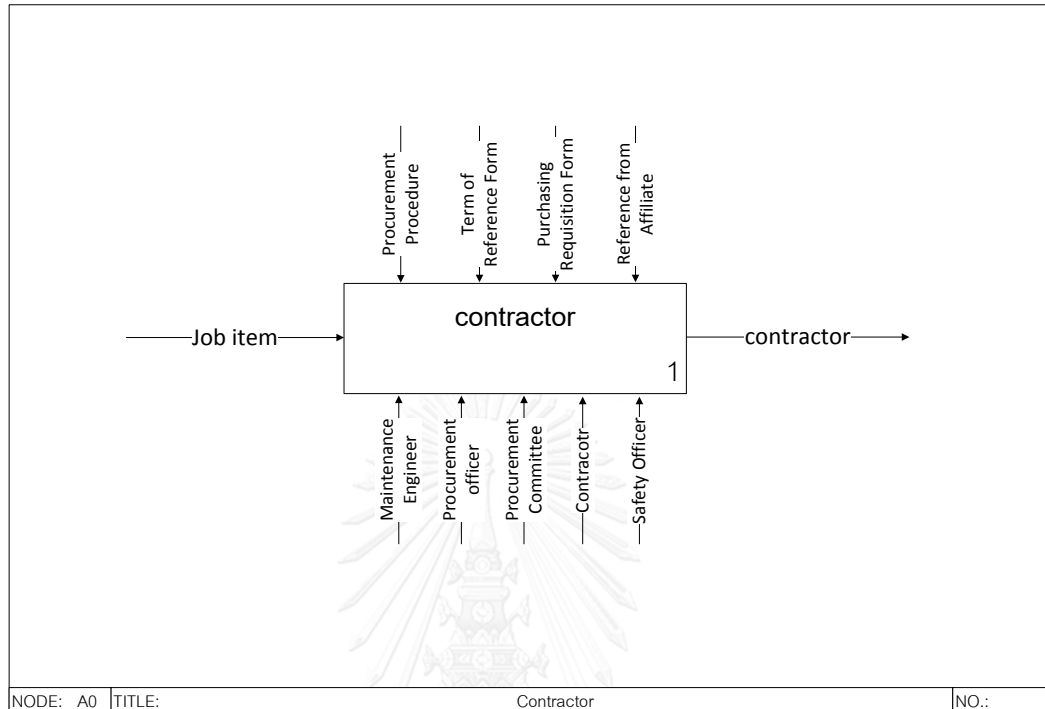 Procurement
Procedure
Term of
Reference Form
Purchasing
Requisition Form
Reference from
Affiliate
Job item
contractor
1
contractor
Maintenance
Engineer
Procurement
officer
Procurement
Committee
Contracotr
Safety Officer
NODE: A0 TITLE: Contractor NO.: